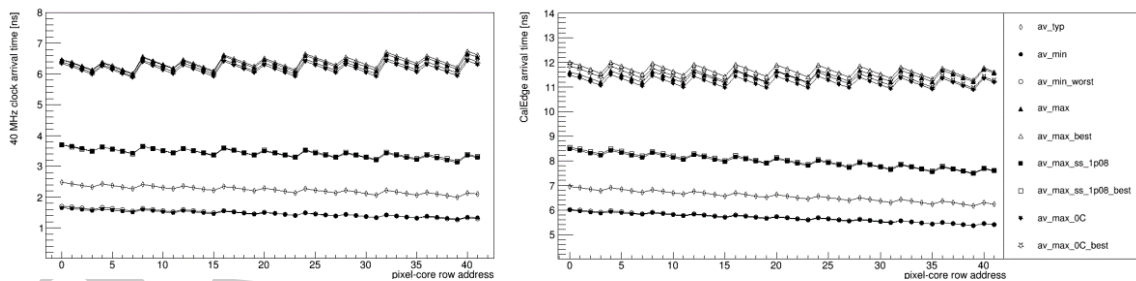 40 MHz clock arrival time [ns]
8
7
6
5
4
3
2
1
0 5 10 15 20 25 30 35 40
pixel-core row address
CalEdge arrival time [ns]
14
13
12
11
10
9
8
7
6
5
0 5 10 15 20 25 30 35 40
pixel-core row address
av_typ
av_min
av_min_worst
av_max
av_max_best
av_max_ss_1p08
av_max_ss_1p08_best
av_max_0C
av_max_0C_best